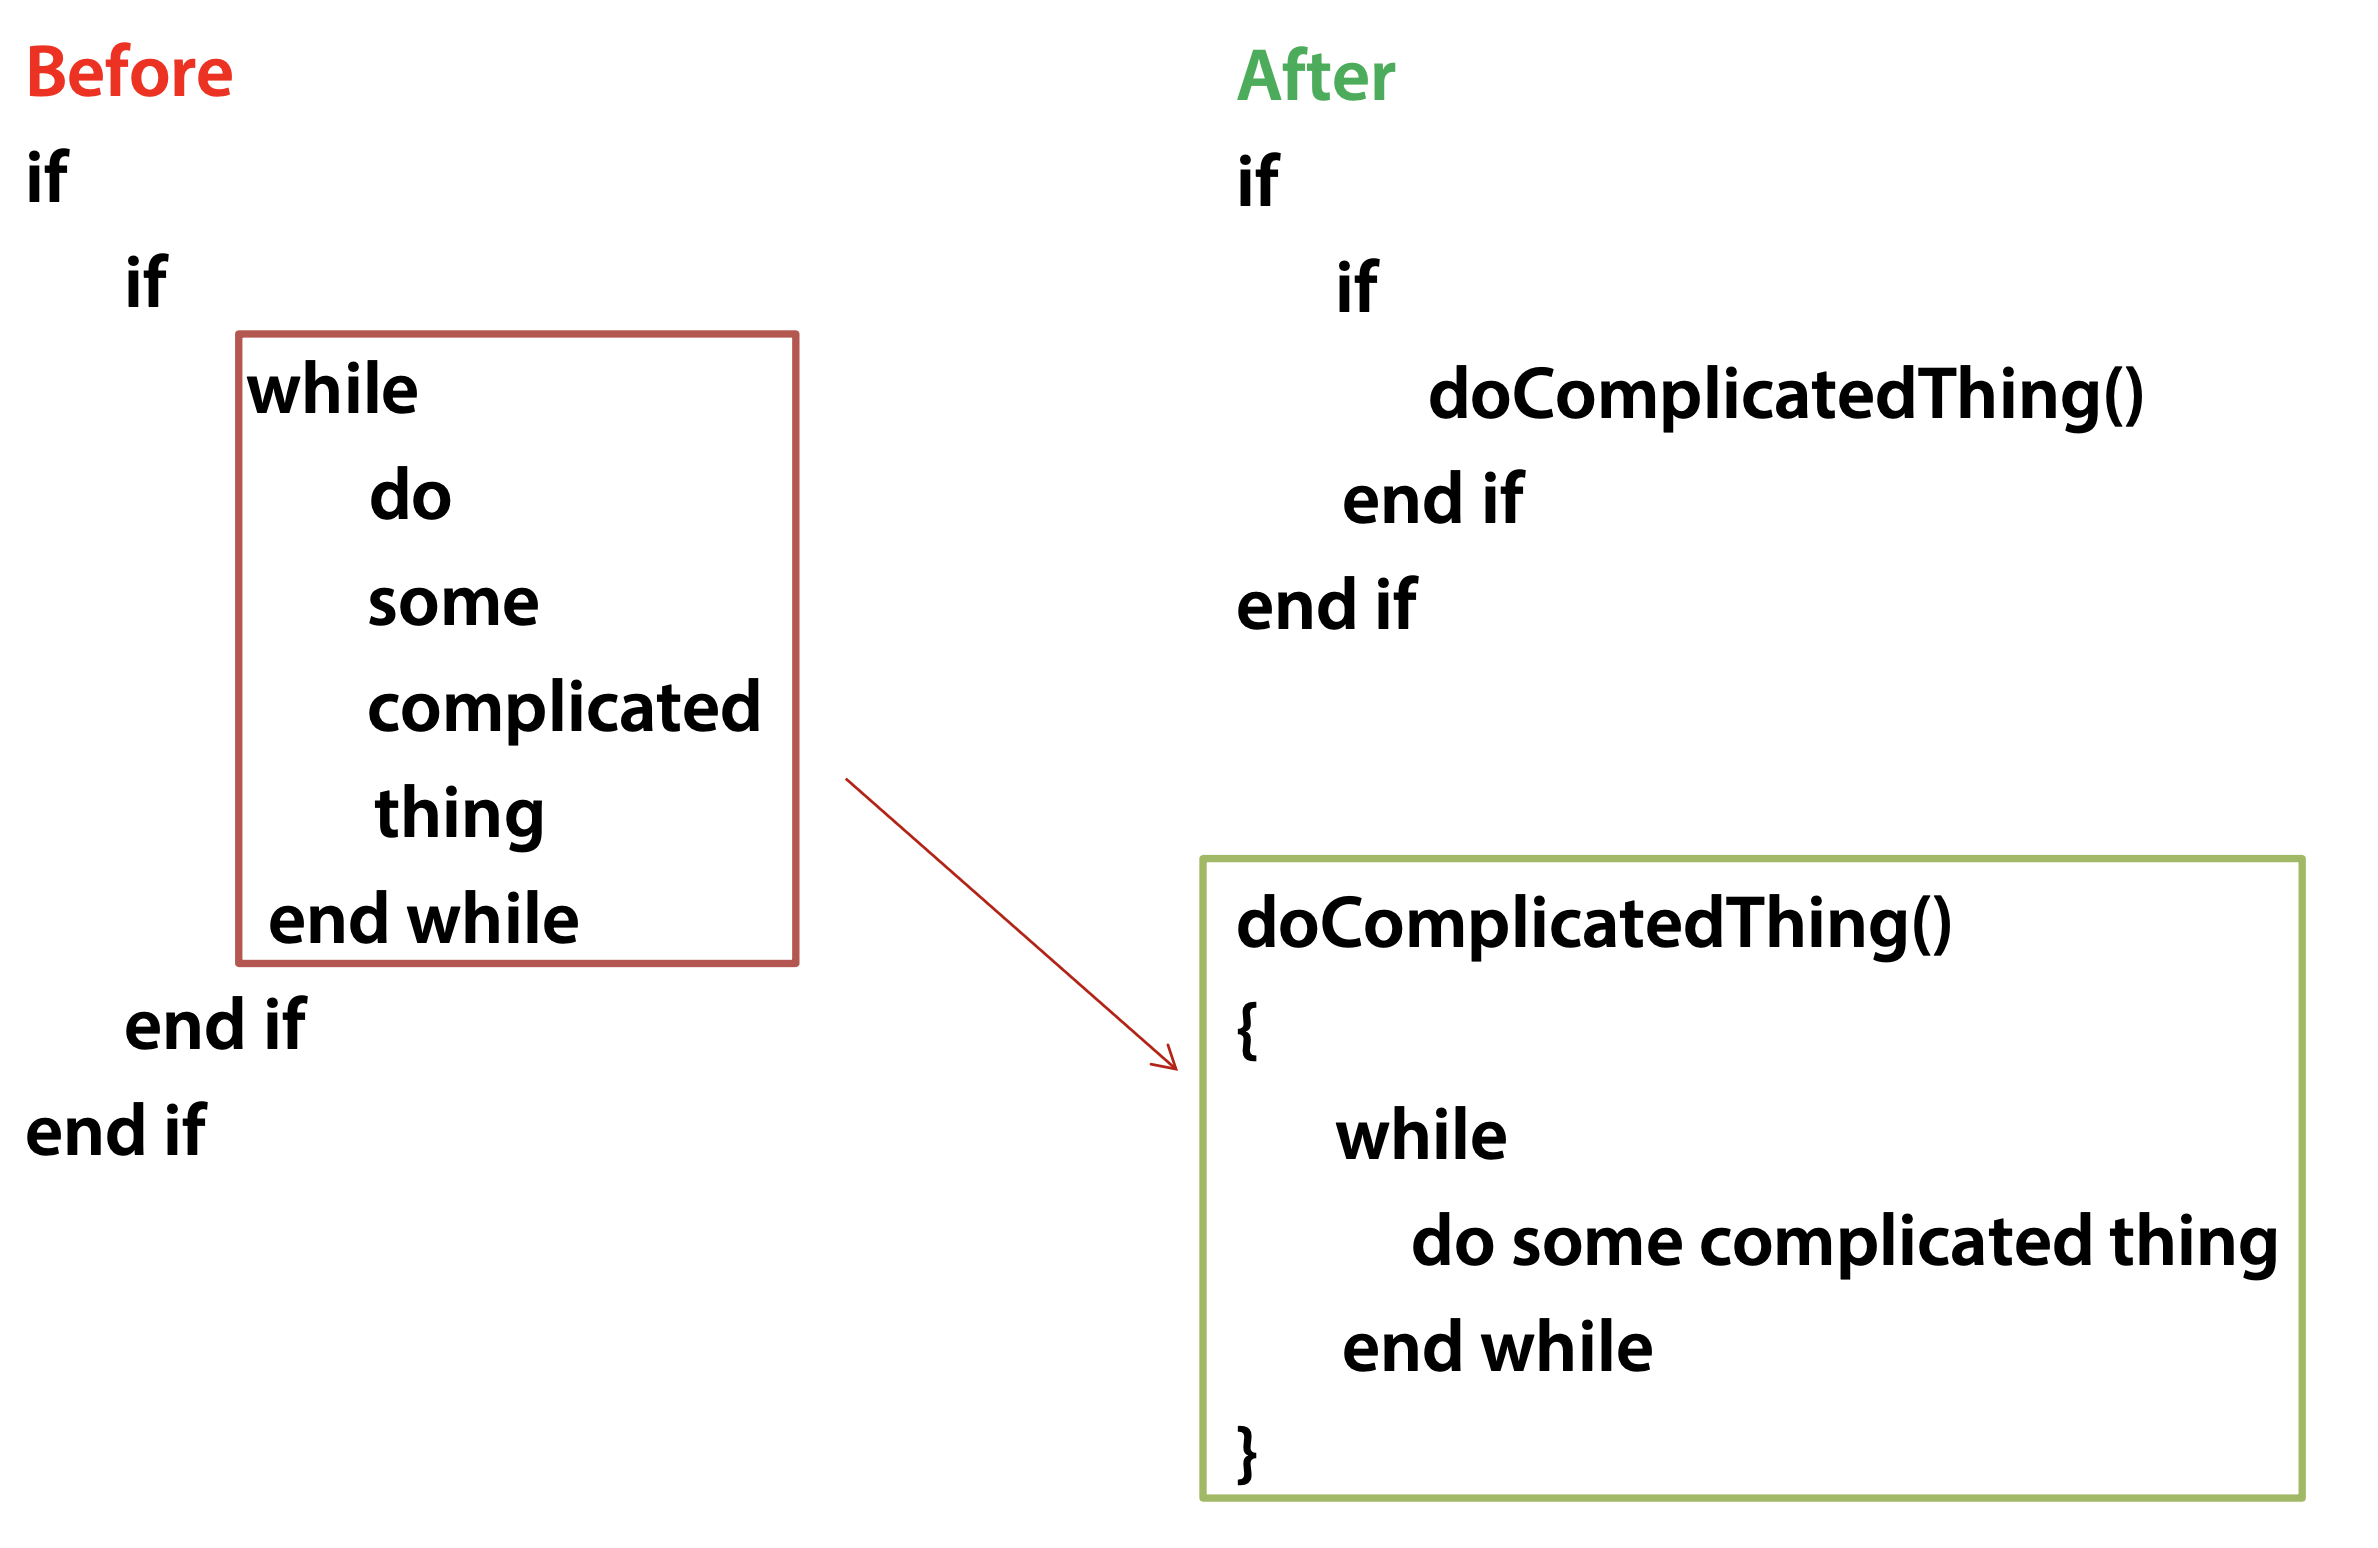 Before
if
if
while
do
some
complicated
thing
end while
end if
end if
After
if
if
doComplicatedThing()
end if
end if
doComplicatedThing()
{
while
do some complicated thing
end while
}